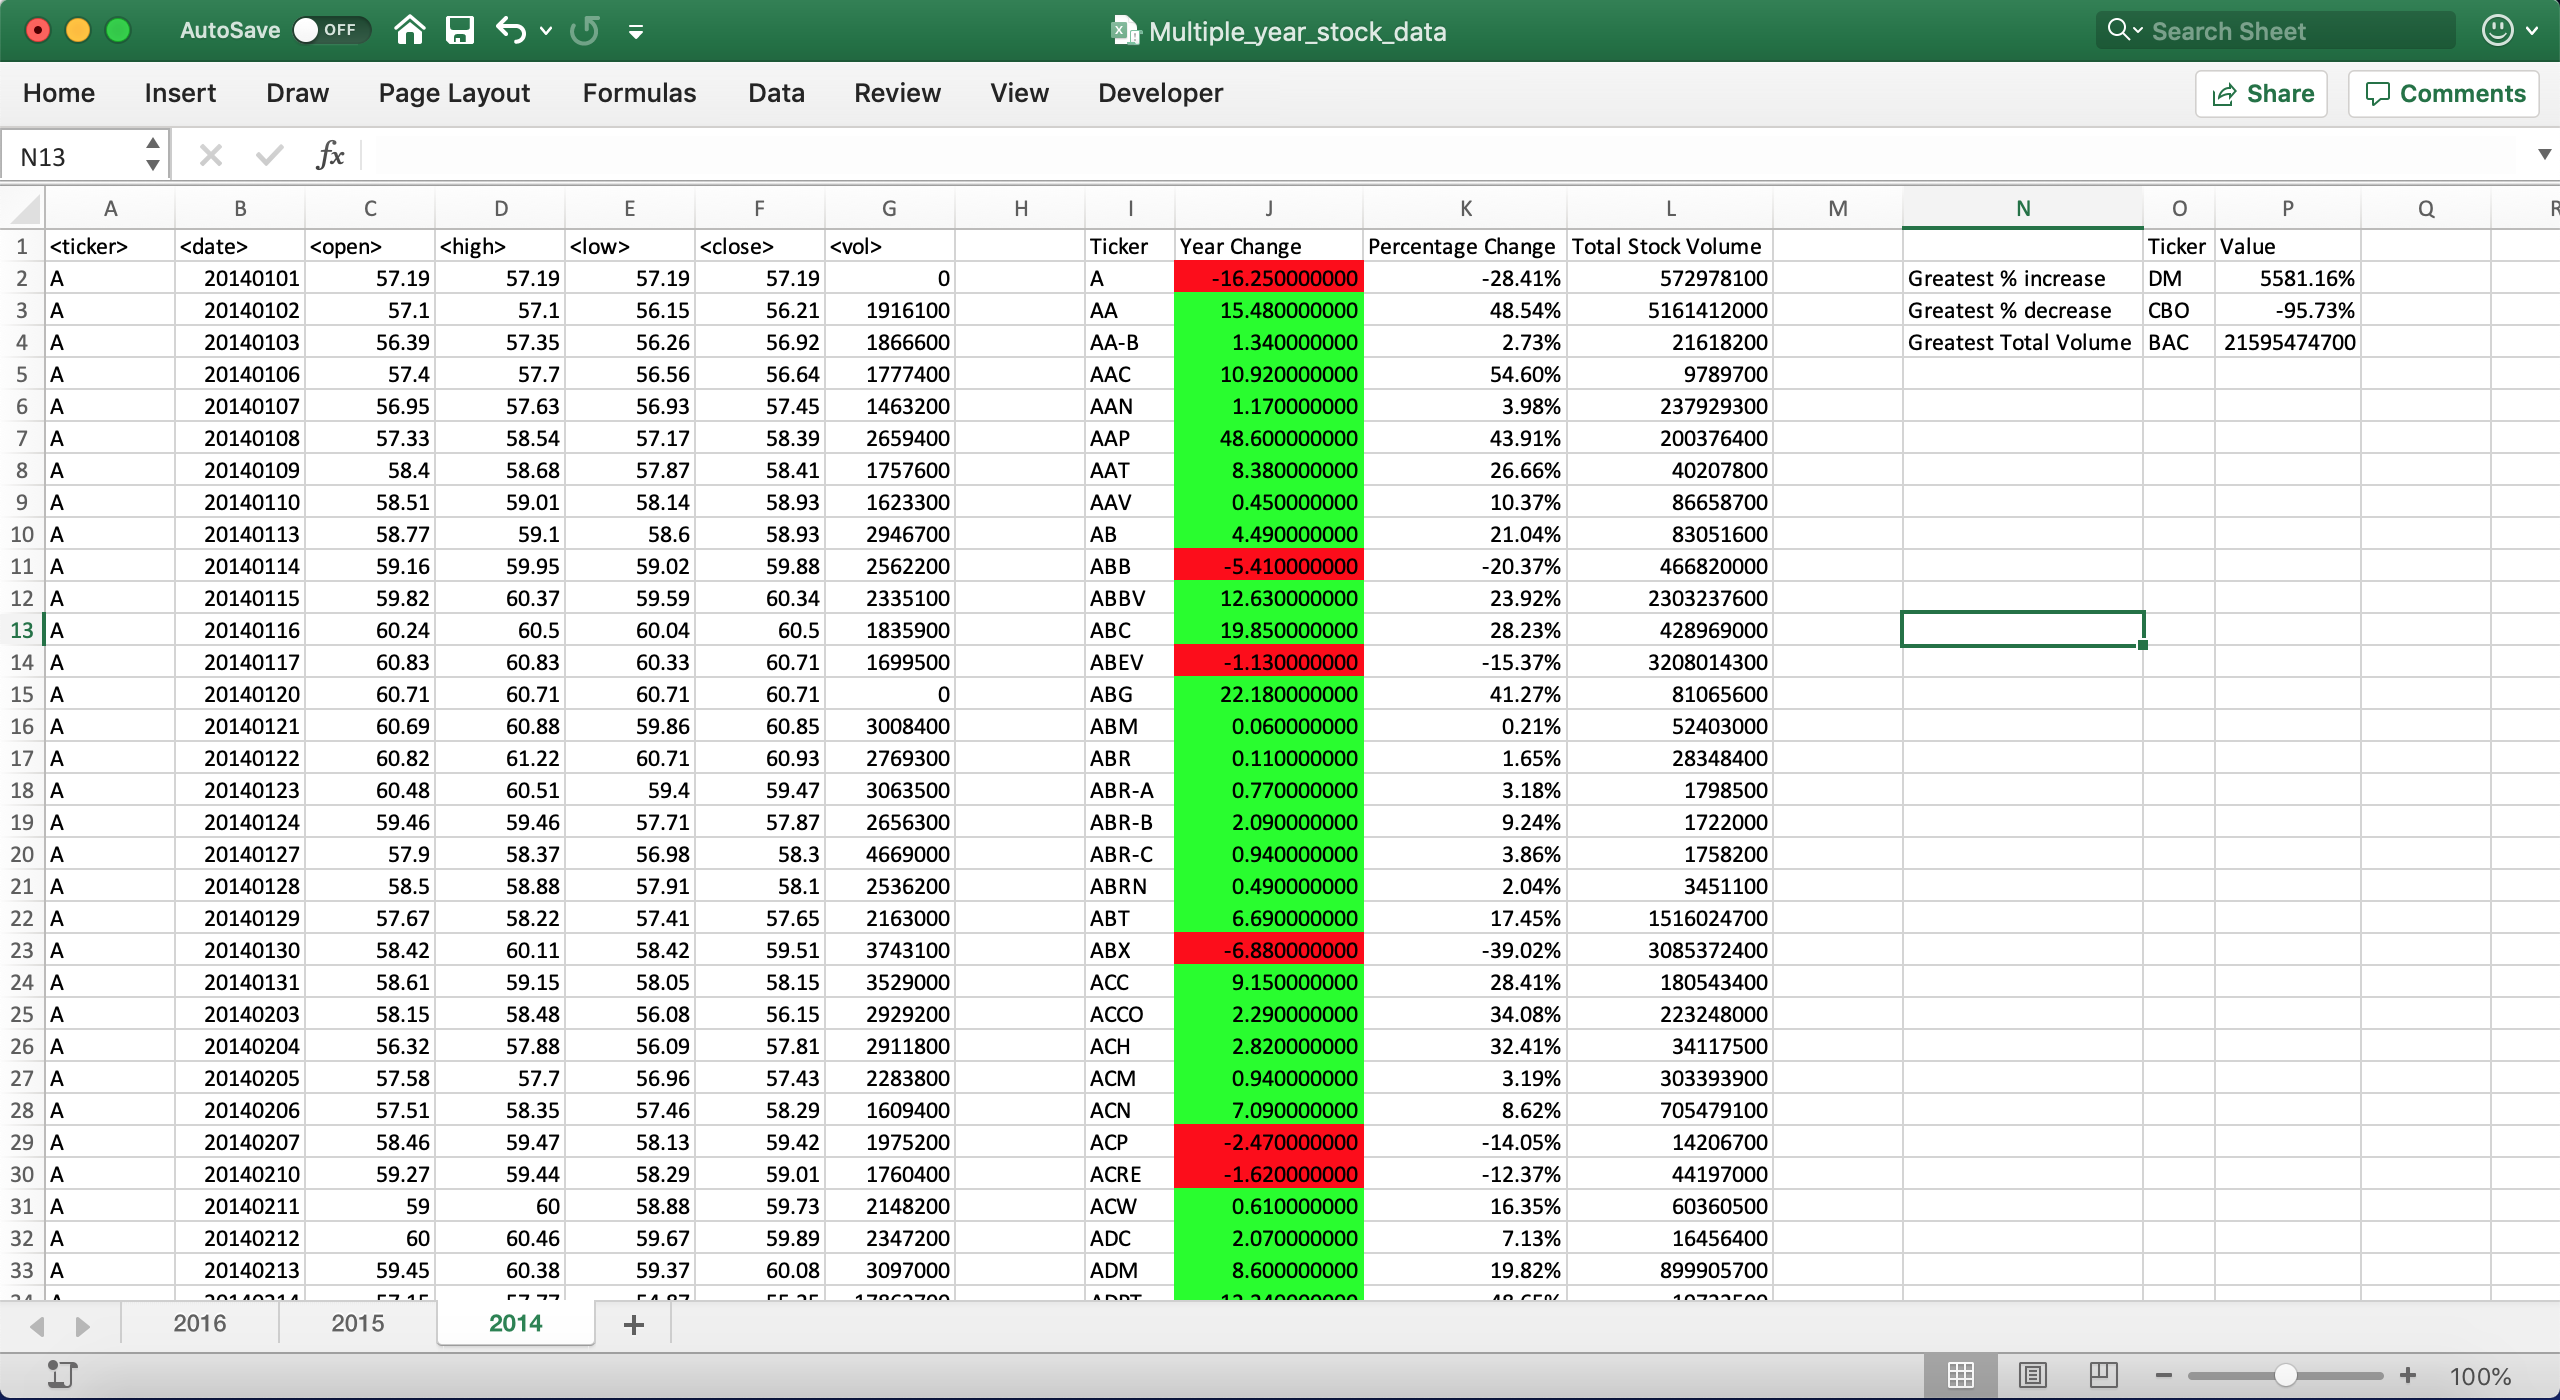 AutoSave OFF Multiple_year_stock_data Search Sheet
Home Insert Draw Page Layout Formulas Data Review View Developer Share Comments
N13 fx
A B C D E F G H I J K L M N O P Q R
1 <ticker> <date> <open> <high> <low> <close> <vol> Ticker Year Change Percentage Change Total Stock Volume Ticker Value
2 A 20140101 57.19 57.19 57.19 57.19 0 A -16.250000000 -28.41% 572978100 Greatest % increase DM 5581.16%
3 A 20140102 57.1 57.1 56.15 56.21 1916100 AA 15.480000000 48.54% 5161412000 Greatest % decrease CBO -95.73%
4 A 20140103 56.39 57.35 56.26 56.92 1866600 AA-B 1.340000000 2.73% 21618200 Greatest Total Volume BAC 21595474700
5 A 20140106 57.4 57.7 56.56 56.64 1777400 AAC 10.920000000 54.60% 9789700
6 A 20140107 56.95 57.63 56.93 57.45 1463200 AAN 1.170000000 3.98% 237929300
7 A 20140108 57.33 58.54 57.17 58.39 2659400 AAP 48.600000000 43.91% 200376400
8 A 20140109 58.4 58.68 57.87 58.41 1757600 AAT 8.380000000 26.66% 40207800
9 A 20140110 58.51 59.01 58.14 58.93 1623300 AAV 0.450000000 10.37% 86658700
10 A 20140113 58.77 59.1 58.6 58.93 2946700 AB 4.490000000 21.04% 83051600
11 A 20140114 59.16 59.95 59.02 59.88 2562200 ABB -5.410000000 -20.37% 466820000
12 A 20140115 59.82 60.37 59.59 60.34 2335100 ABBV 12.630000000 23.92% 2303237600
13 A 20140116 60.24 60.5 60.04 60.5 1835900 ABC 19.850000000 28.23% 428969000
14 A 20140117 60.83 60.83 60.33 60.71 1699500 ABEV -1.130000000 -15.37% 3208014300
15 A 20140120 60.71 60.71 60.71 60.71 0 ABG 22.180000000 41.27% 81065600
16 A 20140121 60.69 60.88 59.86 60.85 3008400 ABM 0.060000000 0.21% 52403000
17 A 20140122 60.82 61.22 60.71 60.93 2769300 ABR 0.110000000 1.65% 28348400
18 A 20140123 60.48 60.51 59.4 59.47 3063500 ABR-A 0.770000000 3.18% 1798500
19 A 20140124 59.46 59.46 57.71 57.87 2656300 ABR-B 2.090000000 9.24% 1722000
20 A 20140127 57.9 58.37 56.98 58.3 4669000 ABR-C 0.940000000 3.86% 1758200
21 A 20140128 58.5 58.88 57.91 58.1 2536200 ABRN 0.490000000 2.04% 3451100
22 A 20140129 57.67 58.22 57.41 57.65 2163000 ABT 6.690000000 17.45% 1516024700
23 A 20140130 58.42 60.11 58.42 59.51 3743100 ABX -6.880000000 -39.02% 3085372400
24 A 20140131 58.61 59.15 58.05 58.15 3529000 ACC 9.150000000 28.41% 180543400
25 A 20140203 58.15 58.48 56.08 56.15 2929200 ACCO 2.290000000 34.08% 223248000
26 A 20140204 56.32 57.88 56.09 57.81 2911800 ACH 2.820000000 32.41% 34117500
27 A 20140205 57.58 57.7 56.96 57.43 2283800 ACM 0.940000000 3.19% 303393900
28 A 20140206 57.51 58.35 57.46 58.29 1609400 ACN 7.090000000 8.62% 705479100
29 A 20140207 58.46 59.47 58.13 59.42 1975200 ACP -2.470000000 -14.05% 14206700
30 A 20140210 59.27 59.44 58.29 59.01 1760400 ACRE -1.620000000 -12.37% 44197000
31 A 20140211 59 60 58.88 59.73 2148200 ACW 0.610000000 16.35% 60360500
32 A 20140212 60 60.46 59.67 59.89 2347200 ADC 2.070000000 7.13% 16456400
33 A 20140213 59.45 60.38 59.37 60.08 3097000 ADM 8.600000000 19.82% 899905700
2016 2015 2014
100%